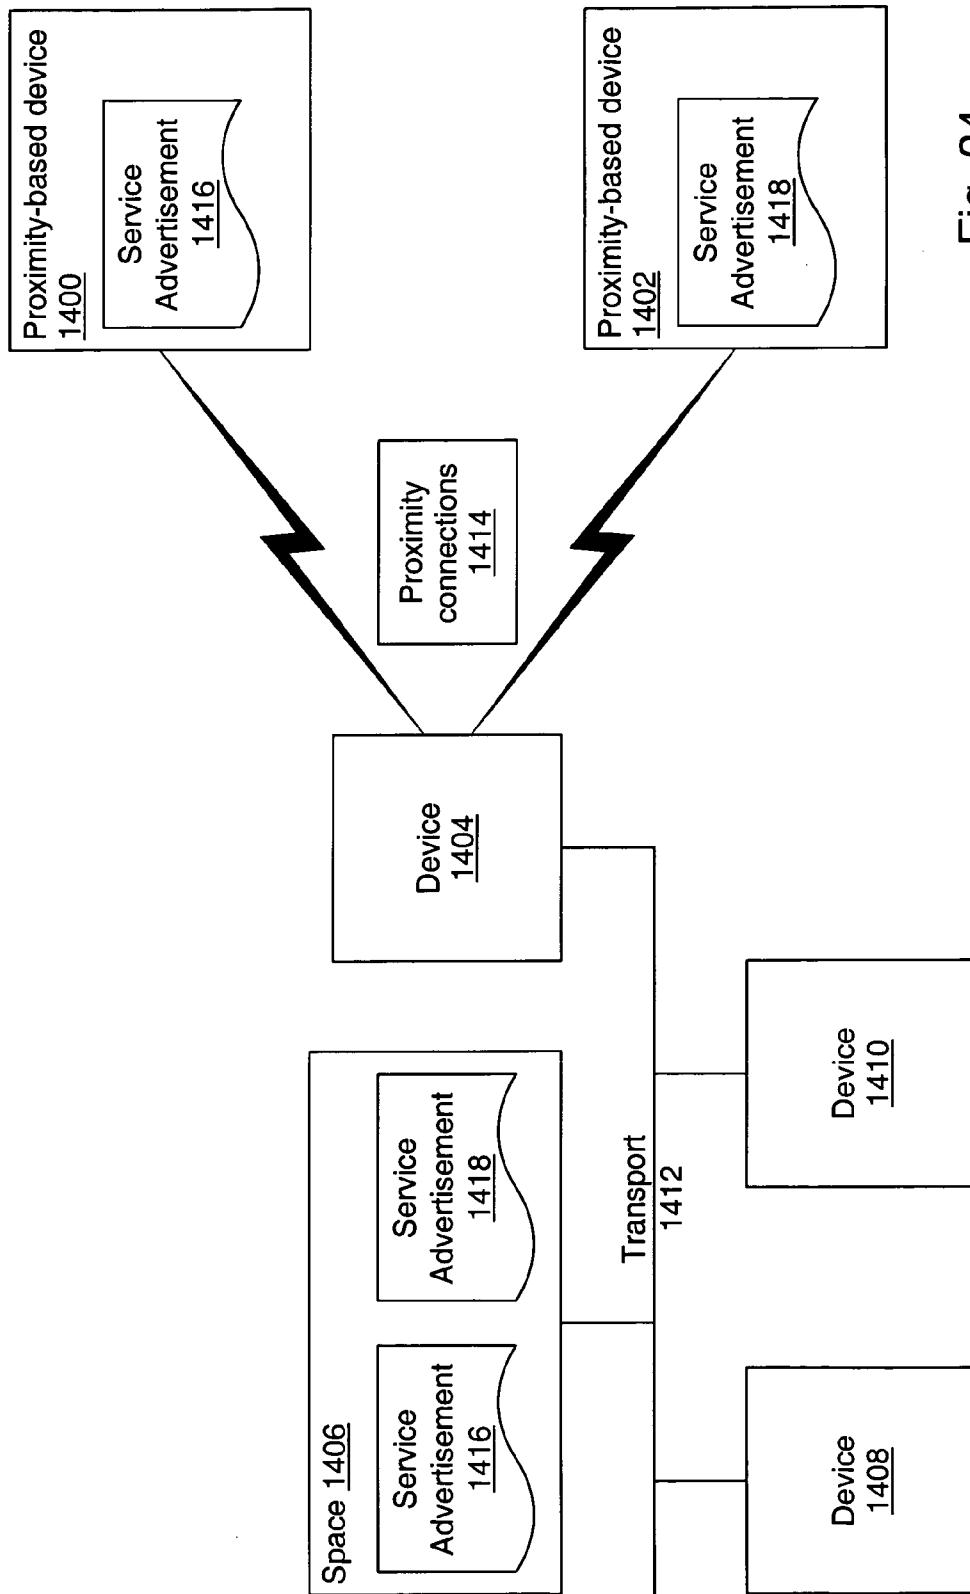 Proximity-based device
1400
Service
Advertisement
1416
Space 1406
Service
Advertisement
1416
Service
Advertisement
1418
Device
1404
Proximity
connections
1414
Proximity-based device
1402
Service
Advertisement
1418
Transport
1412
Device
1408
Device
1410
Fig.